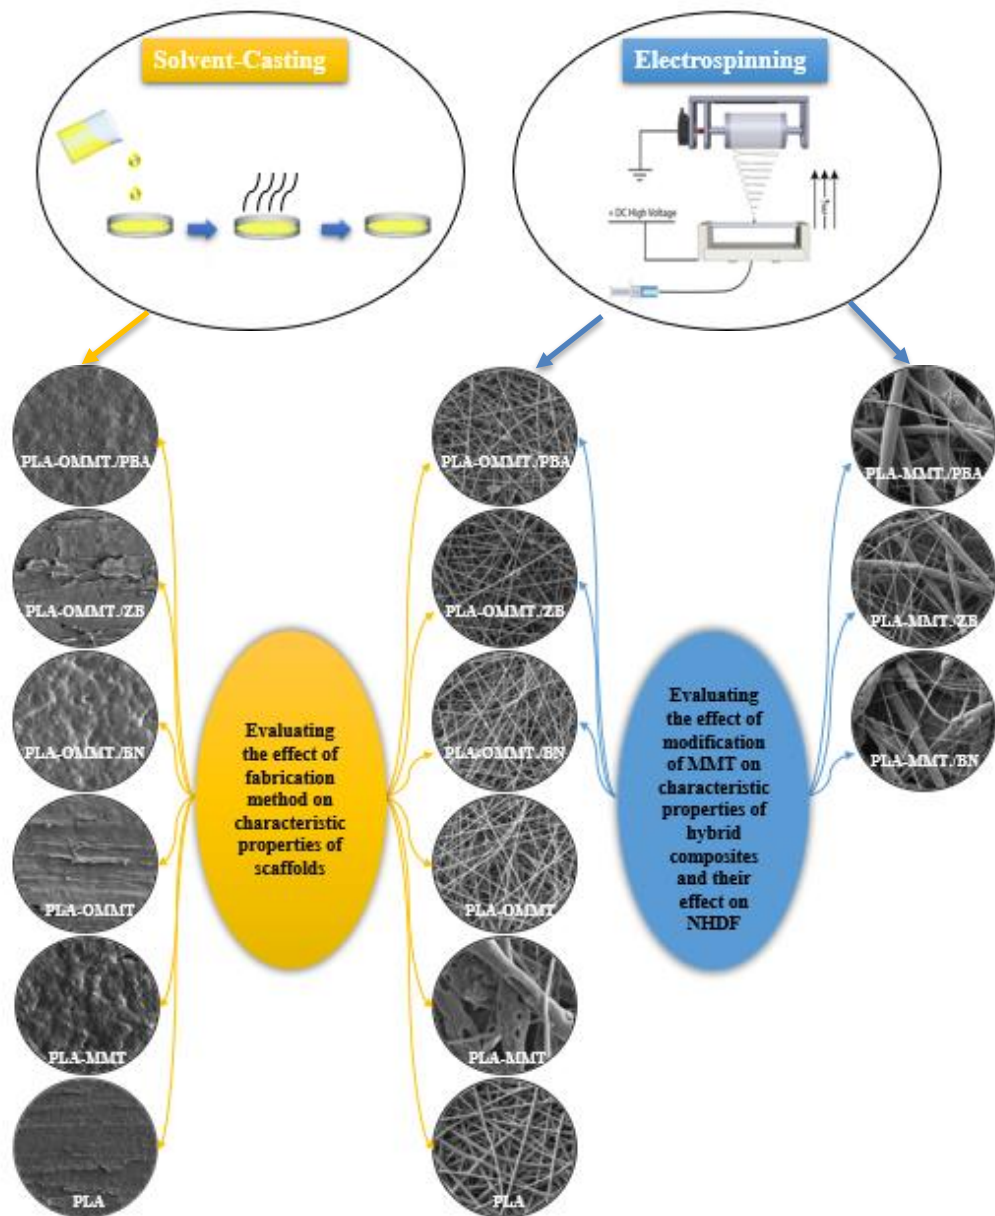 Solvent-Casting
Electrospinning
+ DC High Voltage
PLA-OMMT./PBA
PLA-OMMT./ZB
PLA-OMMT./BN
PLA-OMMT
PLA-MMT
PLA
Evaluating
the effect of
fabrication
method on
characteristic
properties of
scaffolds
PLA-OMMT./PBA
PLA-OMMT./ZB
PLA-OMMT./BN
PLA-OMMT
PLA-MMT
PLA
Evaluating
the effect of
modification
of MMT on
characteristic
properties of
hybrid
composites
and their
effect on
NHDF
PLA-MMT./PBA
PLA-MMT./ZB
PLA-MMT./BN